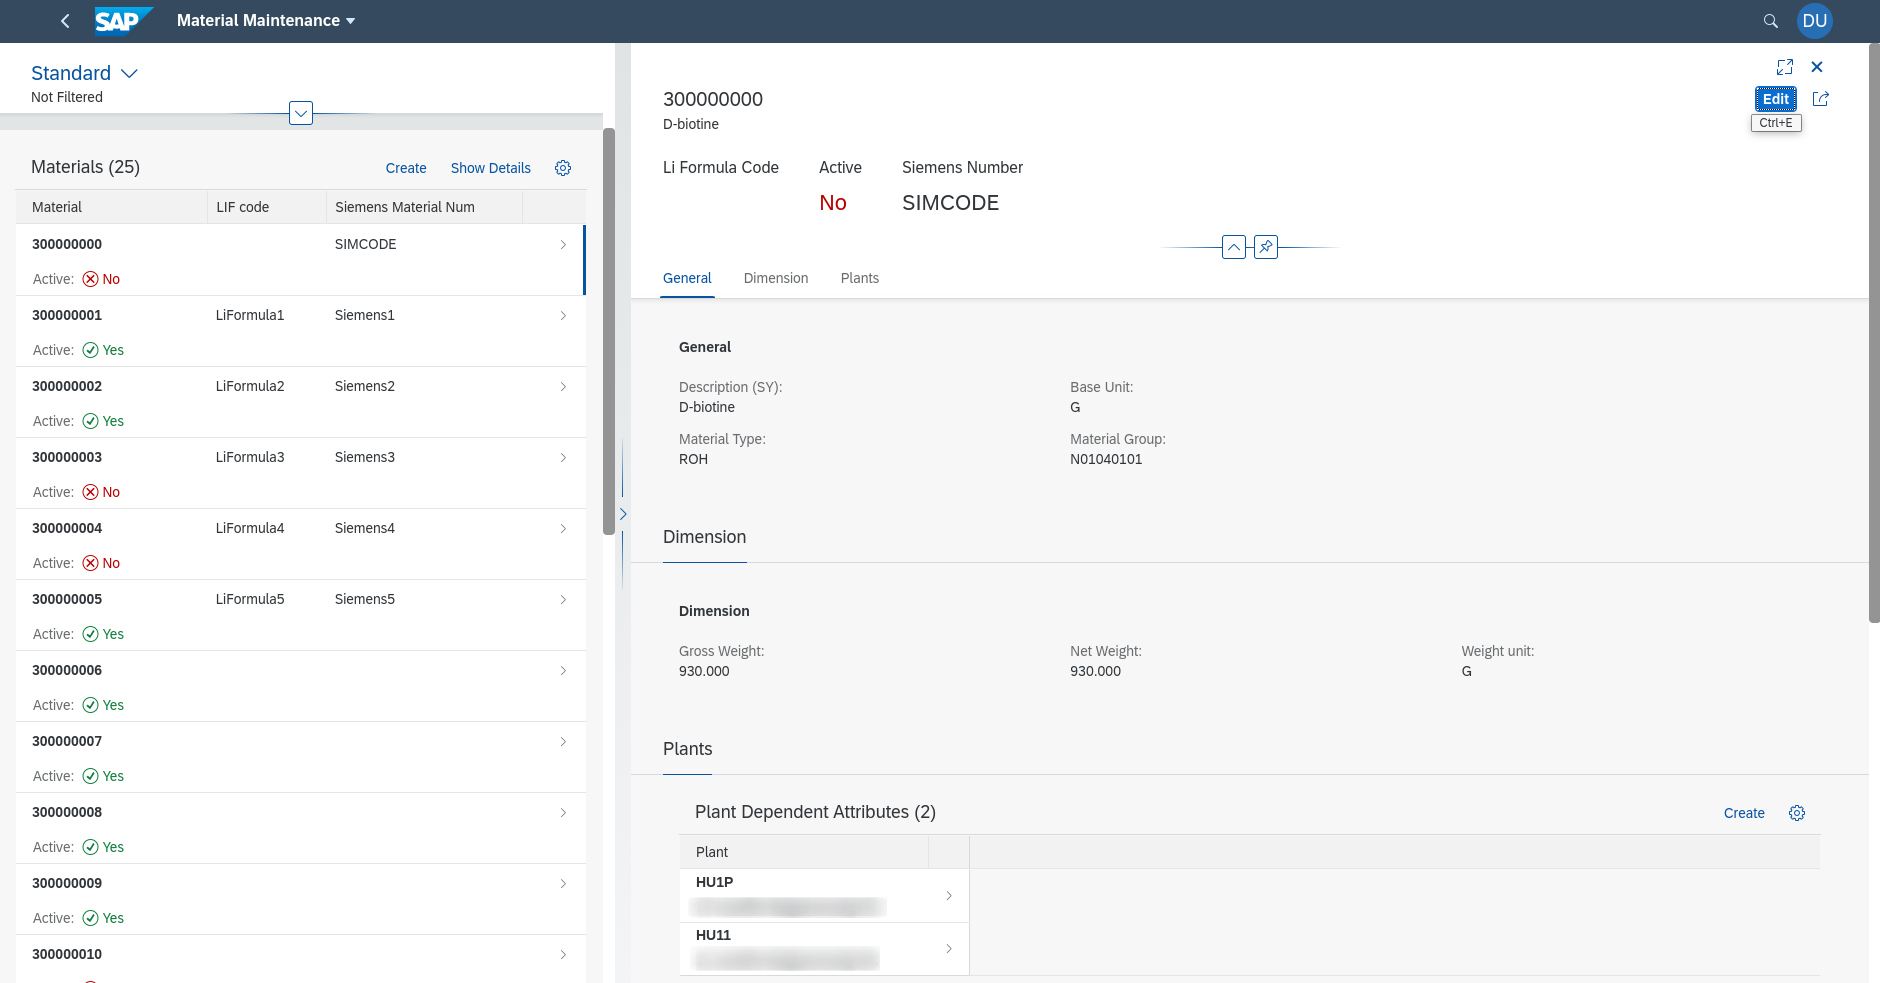 SAP Material Maintenance DU
Standard
Not Filtered
Materials (25) Create Show Details
Material LIF code Siemens Material Num
300000000 SIMCODE
Active: No
300000001 LiFormula1 Siemens1
Active: Yes
300000002 LiFormula2 Siemens2
Active: Yes
300000003 LiFormula3 Siemens3
Active: No
300000004 LiFormula4 Siemens4
Active: No
300000005 LiFormula5 Siemens5
Active: Yes
300000006
Active: Yes
300000007
Active: Yes
300000008
Active: Yes
300000009
Active: Yes
300000010
300000000
D-biotine
Edit
Ctrl+E
Li Formula Code Active Siemens Number
No SIMCODE
General Dimension Plants
General
Description (SY): Base Unit:
D-biotine G
Material Type: Material Group:
ROH N01040101
Dimension
Dimension
Gross Weight: Net Weight: Weight unit:
930.000 930.000 G
Plants
Plant Dependent Attributes (2) Create
Plant
HU1P
HU11